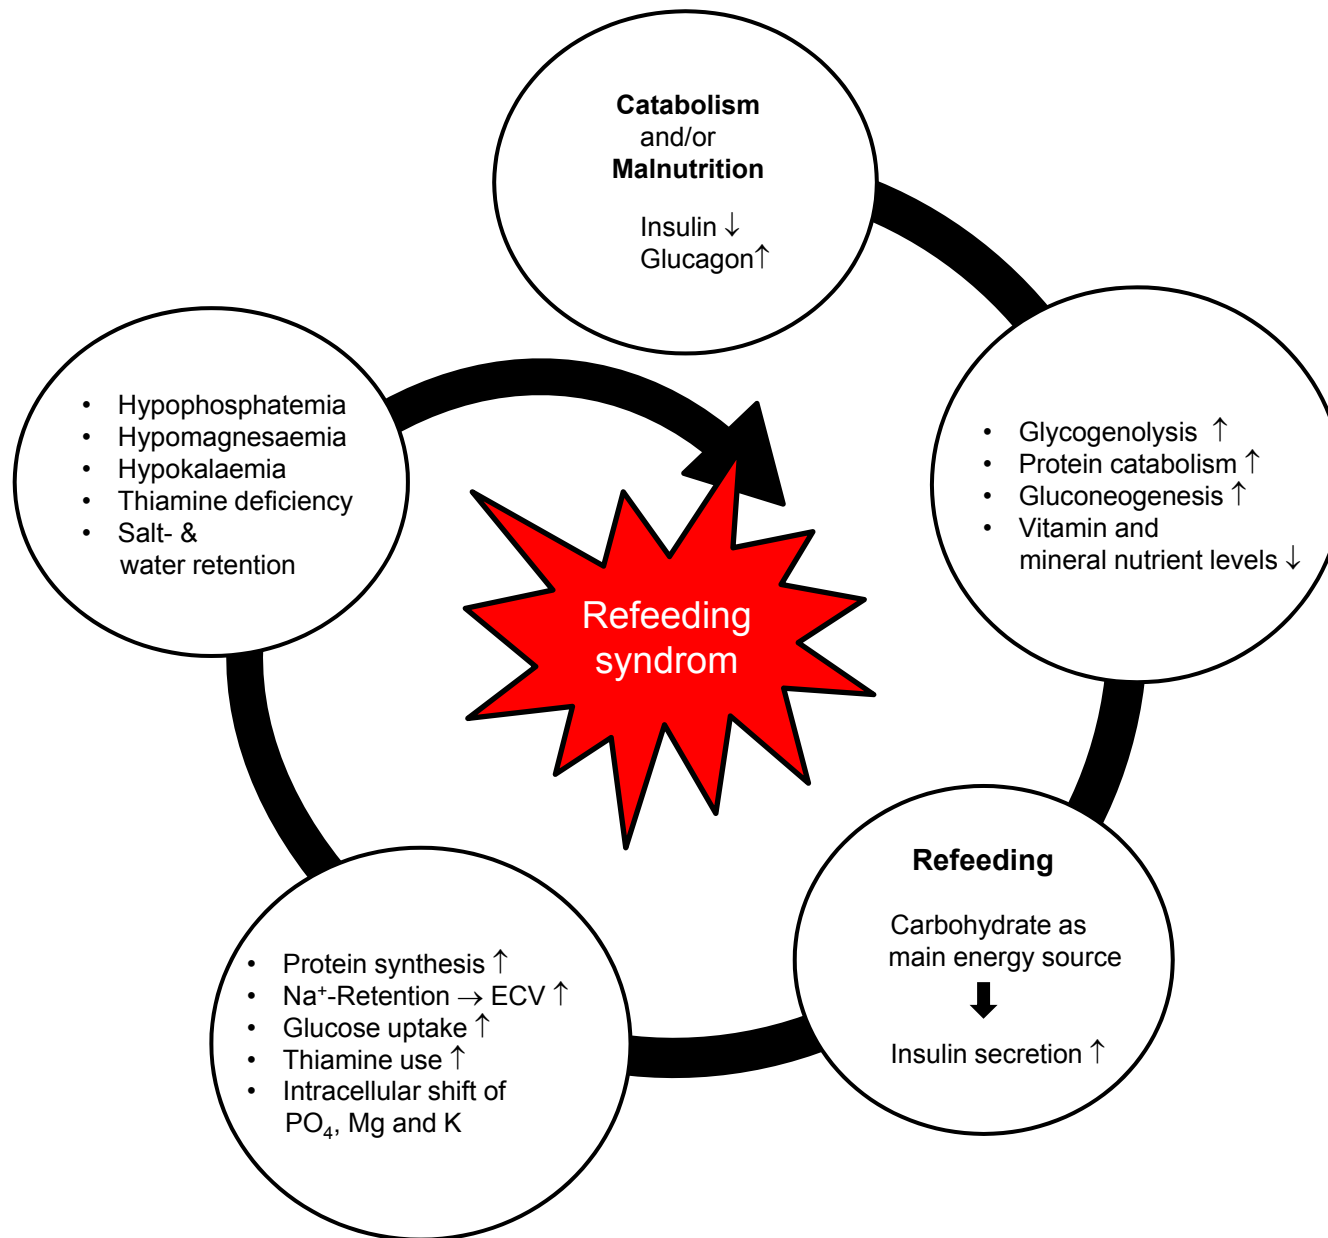 Catabolism
and/or
Malnutrition
Insulin ↓
Glucagon↑
• Glycogenolysis ↑
• Protein catabolism ↑
• Gluconeogenesis ↑
• Vitamin and
mineral nutrient levels ↓
Refeeding
Carbohydrate as
main energy source
Insulin secretion ↑
• Protein synthesis ↑
• Na⁺-Retention → ECV ↑
• Glucose uptake ↑
• Thiamine use ↑
• Intracellular shift of
PO₄, Mg and K
• Hypophosphatemia
• Hypomagnesaemia
• Hypokalaemia
• Thiamine deficiency
• Salt- &
water retention
Refeeding
syndrom